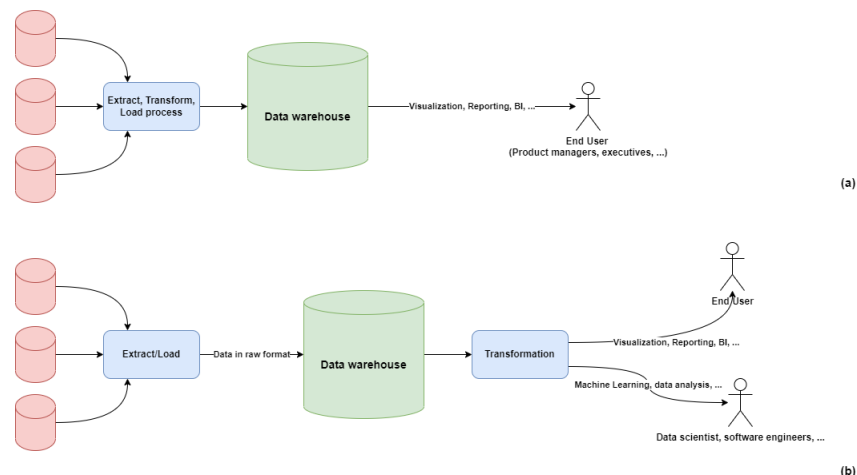 Extract, Transform,
Load process
Data warehouse
Visualization, Reporting, BI, ...
End User
(Product managers, executives, ...)
(a)
End User
Extract/Load
Data in raw format
Data warehouse
Transformation
Visualization, Reporting, BI, ...
Machine Learning, data analysis, ...
Data scientist, software engineers, ...
(b)